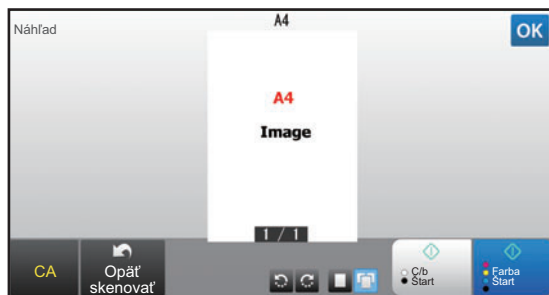 Náhľad
A4
OK
A4
Image
1 / 1
CA
Opäť
skenovať
Č/b
Štart
Farba
Štart